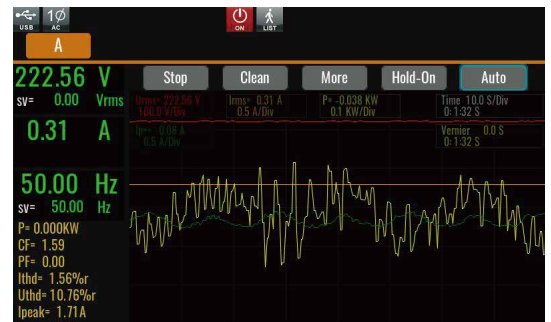 USB
1Ø
AC
ON
LIST
A
222.56 V
SV= 0.00 Vrms
0.31 A
50.00 Hz
SV= 50.00 Hz
P= 0.000KW
CF= 1.59
PF= 0.00
Ithd= 1.56%r
Uthd= 10.76%r
Ipeak= 1.71A
Stop Clean More Hold-On Auto
Urms= 222.56 V
100.0 V/Div
Irms= 0.31 A
0.5 A/Div
P= -0.038 KW
0.1 KW/Div
Time 10.0 S/Div
0: 1:32 S
0.08 A
0.5 A/Div
Vernier 0.0 S
0: 1:32 S